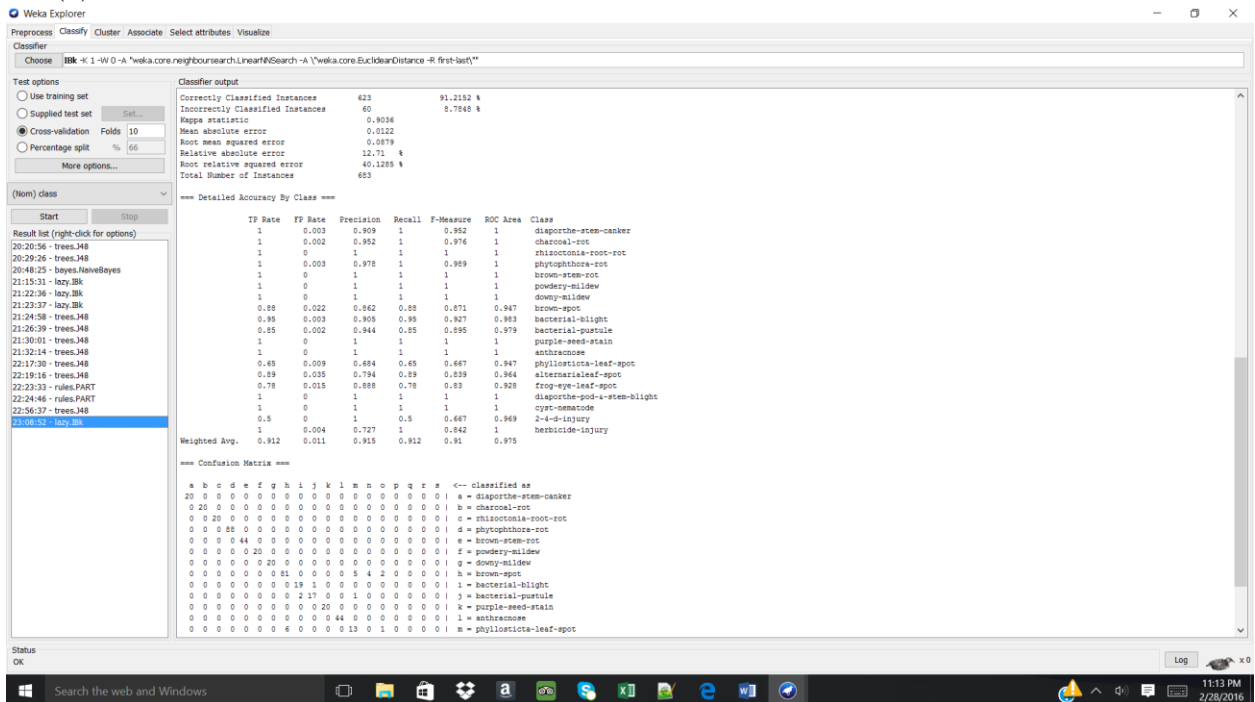 Weka Explorer
Preprocess Classify Cluster Associate Select attributes Visualize
Classifier
Choose IBk -K 1 -W 0 -A "weka.core.neighboursearch.LinearNNSearch -A \"weka.core.EuclideanDistance -R first-last\""
Test options
Use training set
Supplied test set Set...
Cross-validation Folds 10
Percentage split % 66
More options...
(Nom) class
Start Stop
Result list (right-click for options)
20:20:56 - trees.J48
20:29:26 - trees.J48
20:48:25 - bayes.NaiveBayes
21:15:31 - lazy.IBk
21:22:36 - lazy.IBk
21:23:37 - lazy.IBk
21:24:58 - trees.J48
21:26:39 - trees.J48
21:30:01 - trees.J48
21:32:14 - trees.J48
22:17:30 - trees.J48
22:19:16 - trees.J48
22:23:33 - rules.PART
22:24:46 - rules.PART
22:56:37 - trees.J48
23:08:52 - lazy.IBk
Classifier output
Correctly Classified Instances 623 91.2152 %
Incorrectly Classified Instances 60 8.7848 %
Kappa statistic 0.9036
Mean absolute error 0.0122
Root mean squared error 0.0879
Relative absolute error 12.71 %
Root relative squared error 40.1285 %
Total Number of Instances 683
=== Detailed Accuracy By Class ===
TP Rate FP Rate Precision Recall F-Measure ROC Area Class
1 0.003 0.909 1 0.952 1 diaporthe-stem-canker
1 0.002 0.952 1 0.976 1 charcoal-rot
1 0 1 1 1 1 rhizoctonia-root-rot
1 0.003 0.978 1 0.989 1 phytophthora-rot
1 0 1 1 1 1 brown-stem-rot
1 0 1 1 1 1 powdery-mildew
1 0 1 1 1 1 downy-mildew
0.88 0.022 0.862 0.88 0.871 0.947 brown-spot
0.95 0.003 0.905 0.95 0.927 0.983 bacterial-blight
0.85 0.002 0.944 0.85 0.895 0.979 bacterial-pustule
1 0 1 1 1 1 purple-seed-stain
1 0 1 1 1 1 anthracnose
0.65 0.009 0.684 0.65 0.667 0.947 phyllosticta-leaf-spot
0.89 0.035 0.794 0.89 0.839 0.964 alternarialeaf-spot
0.78 0.015 0.888 0.78 0.83 0.928 frog-eye-leaf-spot
1 0 1 1 1 1 diaporthe-pod-&-stem-blight
1 0 1 1 1 1 cyst-nematode
0.5 0 1 0.5 0.667 0.969 2-4-d-injury
1 0.004 0.727 1 0.842 1 herbicide-injury
Weighted Avg. 0.912 0.011 0.915 0.912 0.91 0.975
=== Confusion Matrix ===
a b c d e f g h i j k l m n o p q r s <-- classified as
20 0 0 0 0 0 0 0 0 0 0 0 0 0 0 0 0 0 0 | a = diaporthe-stem-canker
0 20 0 0 0 0 0 0 0 0 0 0 0 0 0 0 0 0 0 | b = charcoal-rot
0 0 20 0 0 0 0 0 0 0 0 0 0 0 0 0 0 0 0 | c = rhizoctonia-root-rot
0 0 0 88 0 0 0 0 0 0 0 0 0 0 0 0 0 0 0 | d = phytophthora-rot
0 0 0 0 44 0 0 0 0 0 0 0 0 0 0 0 0 0 0 | e = brown-stem-rot
0 0 0 0 0 20 0 0 0 0 0 0 0 0 0 0 0 0 0 | f = powdery-mildew
0 0 0 0 0 0 20 0 0 0 0 0 0 0 0 0 0 0 0 | g = downy-mildew
0 0 0 0 0 0 0 81 0 0 0 0 5 4 2 0 0 0 0 | h = brown-spot
0 0 0 0 0 0 0 0 19 1 0 0 0 0 0 0 0 0 0 | i = bacterial-blight
0 0 0 0 0 0 0 0 2 17 0 0 1 0 0 0 0 0 0 | j = bacterial-pustule
0 0 0 0 0 0 0 0 0 0 20 0 0 0 0 0 0 0 0 | k = purple-seed-stain
0 0 0 0 0 0 0 0 0 0 0 44 0 0 0 0 0 0 0 | l = anthracnose
0 0 0 0 0 0 0 6 0 0 0 0 13 0 1 0 0 0 0 | m = phyllosticta-leaf-spot
Status
OK
Log
x 0
Search the web and Windows
11:13 PM
2/28/2016